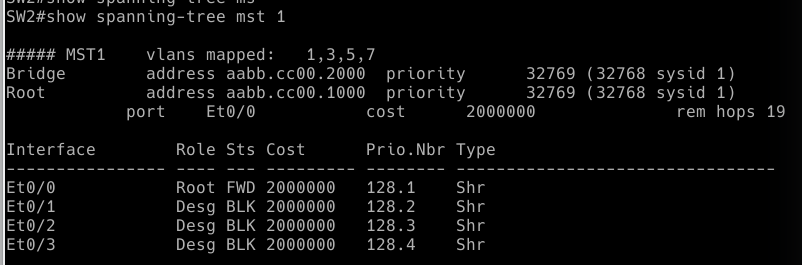 SW2#show spanning-tree mst 1
##### MST1    vlans mapped:   1,3,5,7
Bridge        address aabb.cc00.2000  priority      32769 (32768 sysid 1)
Root          address aabb.cc00.1000  priority      32769 (32768 sysid 1)
            port    Et0/0           cost      2000000              rem hops 19
Interface        Role Sts Cost      Prio.Nbr Type
---------------- ---- --- --------- -------- --------------------------------
Et0/0            Root FWD 2000000   128.1    Shr
Et0/1            Desg BLK 2000000   128.2    Shr
Et0/2            Desg BLK 2000000   128.3    Shr
Et0/3            Desg BLK 2000000   128.4    Shr